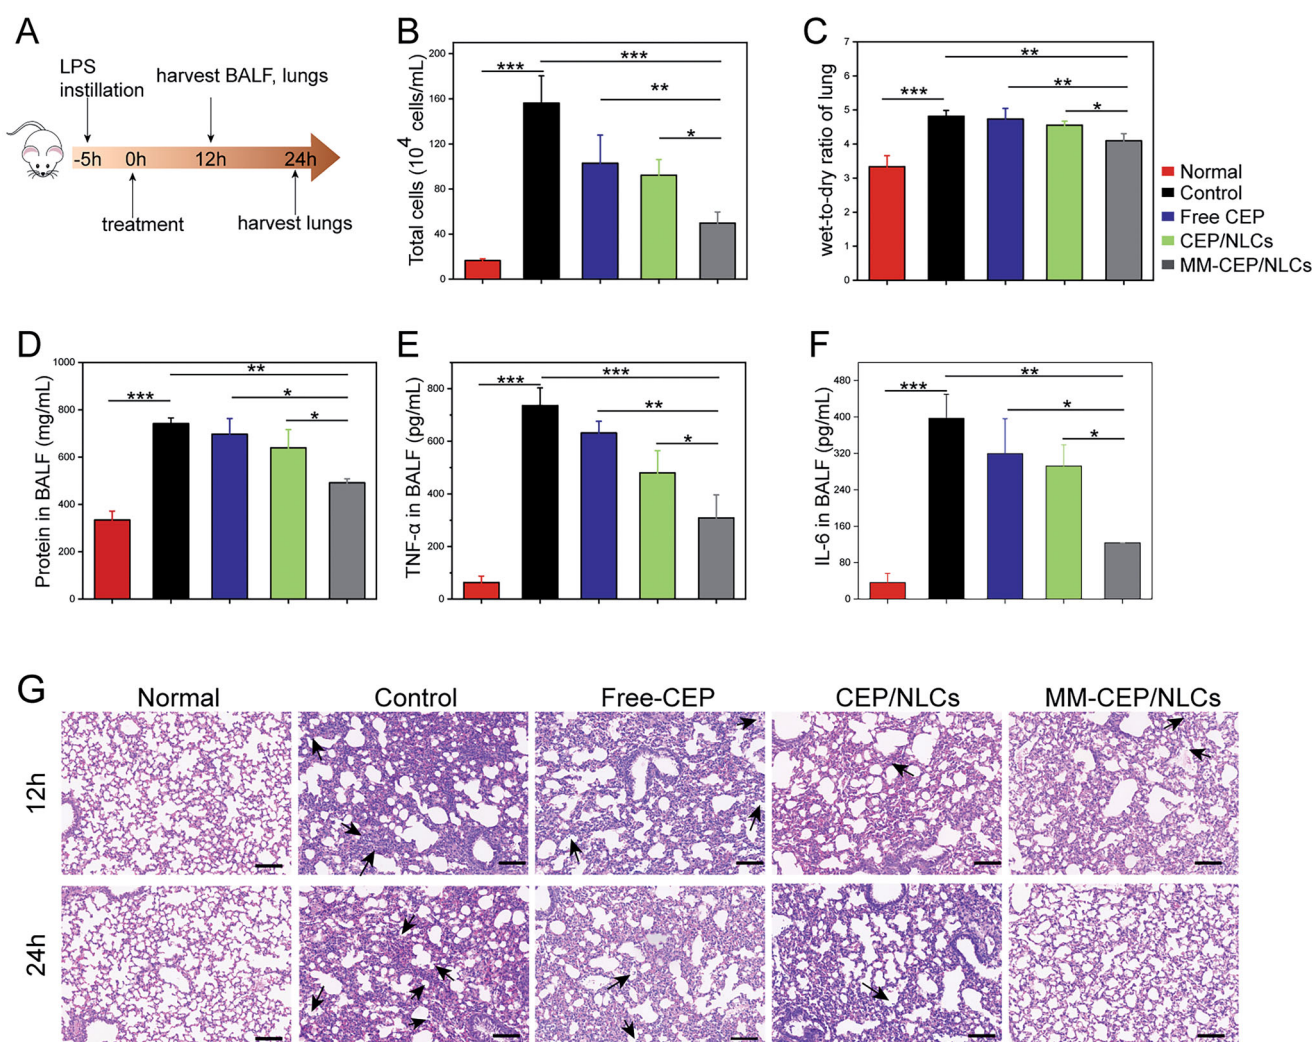 A
LPS
instillation
harvest BALF, lungs
-5h 0h 12h 24h
treatment
harvest lungs
B
Total cells (10^4 cells/mL)
200
160
120
80
40
0
***
***
**
*
C
wet-to-dry ratio of lung
7
6
5
4
3
2
1
0
***
**
**
*
Normal
Control
Free CEP
CEP/NLCs
MM-CEP/NLCs
D
Protein in BALF (mg/mL)
1000
800
600
400
200
0
***
**
*
*
E
TNF-α in BALF (pg/mL)
800
600
400
200
0
***
***
**
*
F
IL-6 in BALF (pg/mL)
480
400
320
240
160
80
0
***
**
*
*
G
Normal Control Free-CEP CEP/NLCs MM-CEP/NLCs
12h
24h